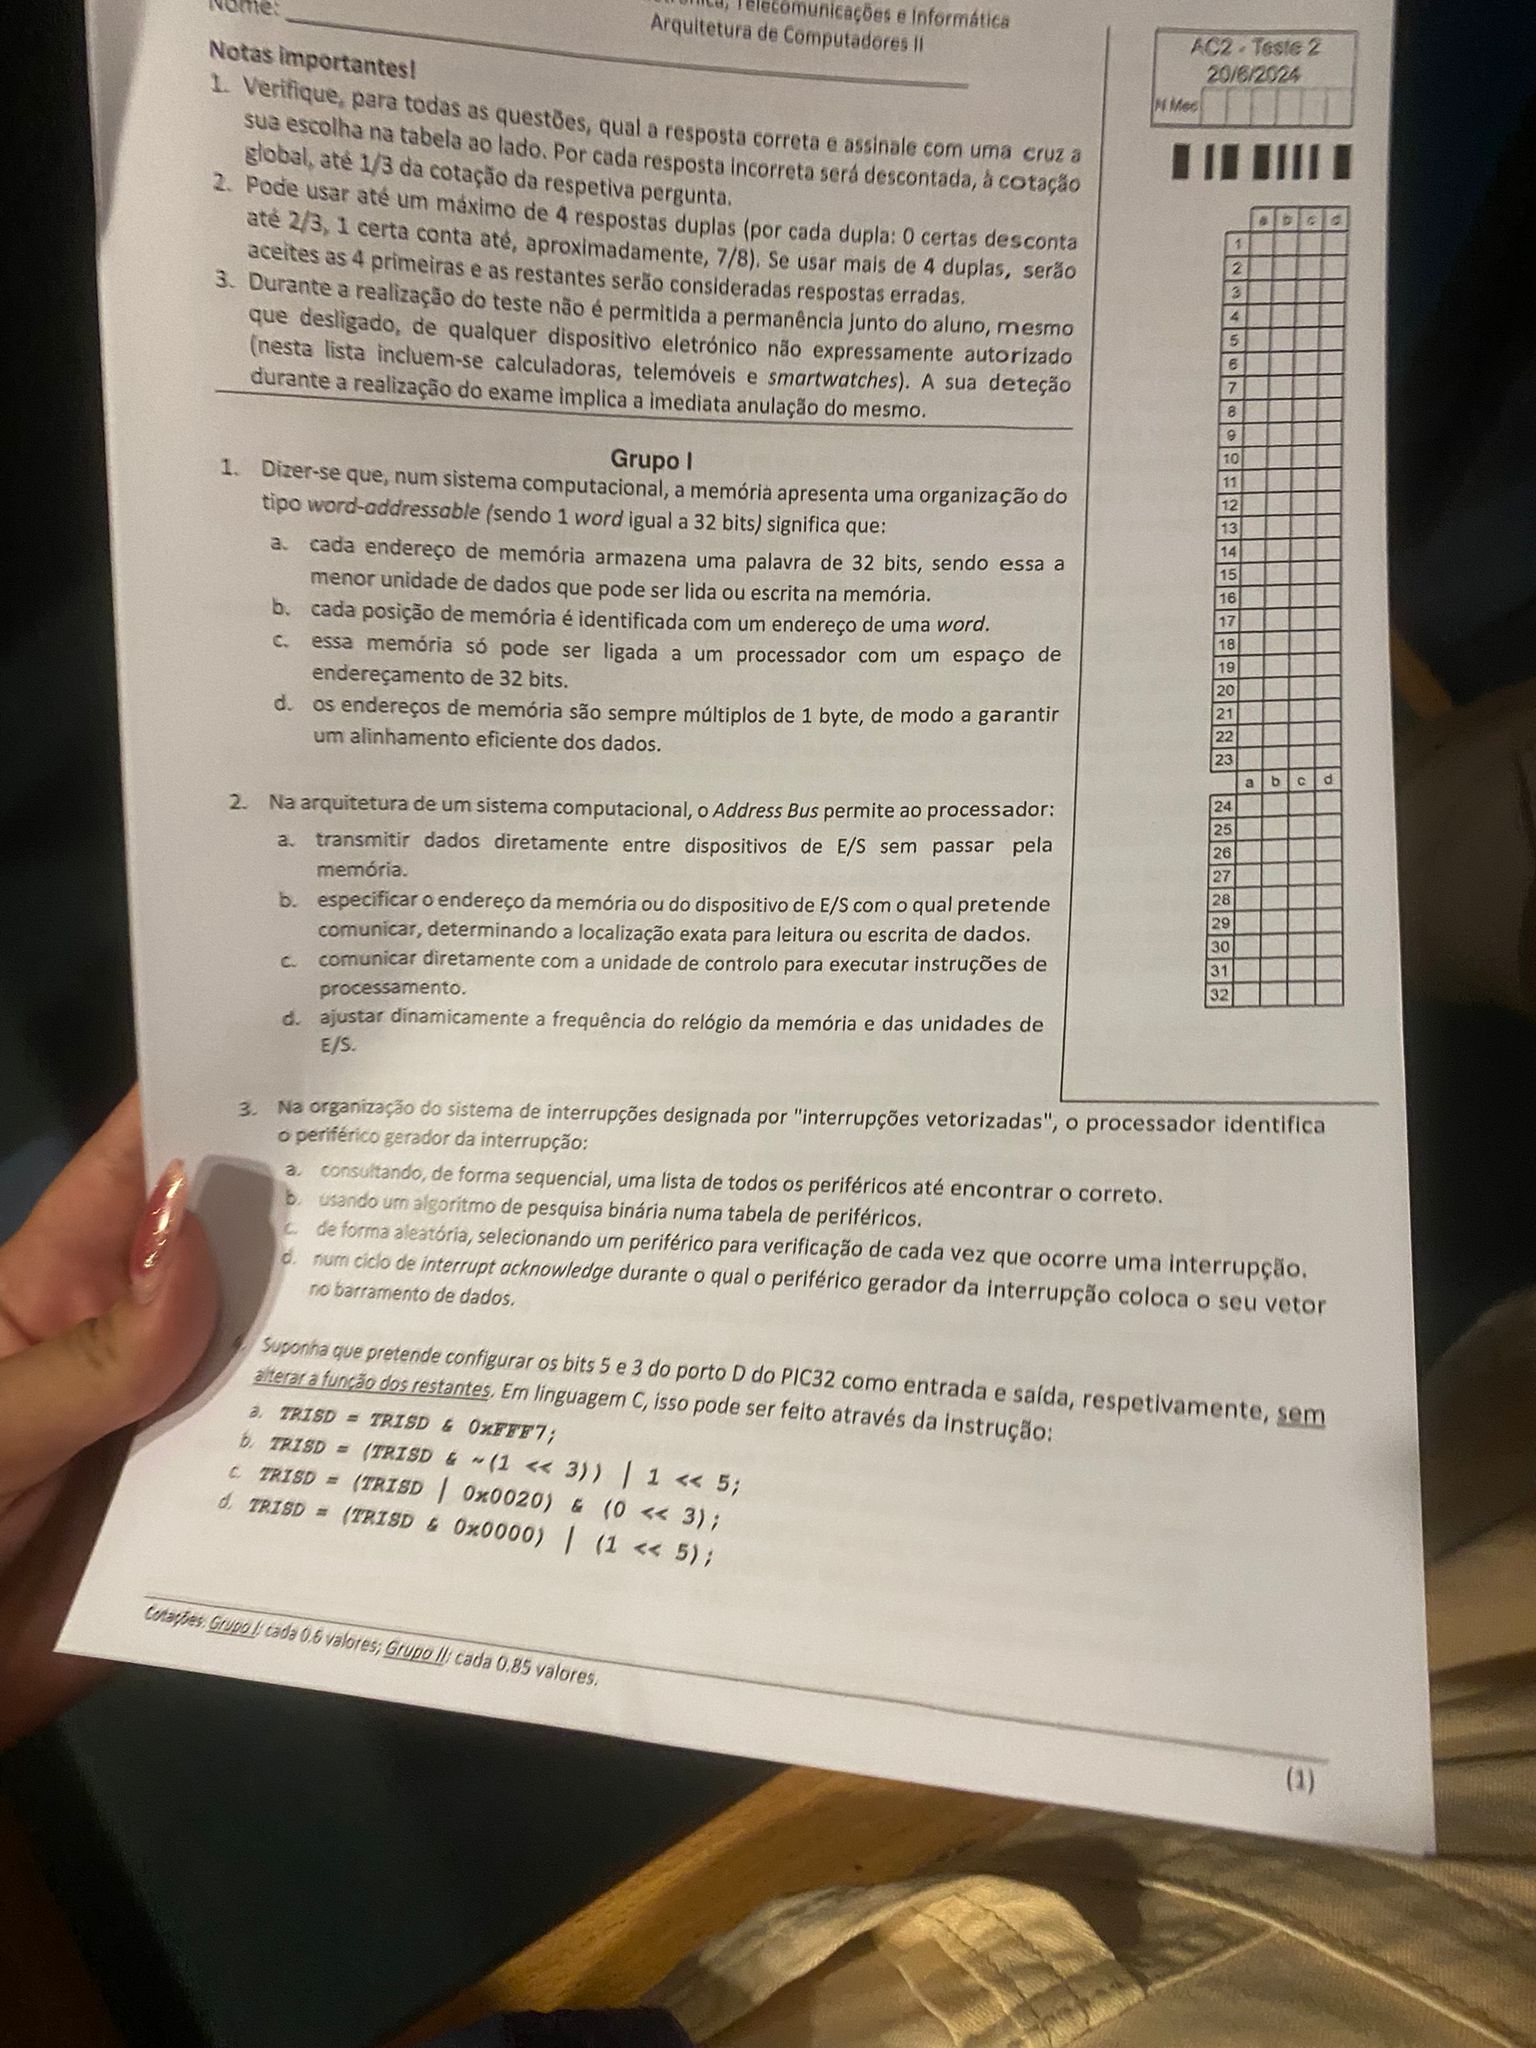 Nome:
Telecomunicações e Informática
Arquitetura de Computadores II
AC2 - Teste 2
20/6/2024
N Mec
Notas importantes!
1. Verifique, para todas as questões, qual a resposta correta e assinale com uma cruz a
sua escolha na tabela ao lado. Por cada resposta incorreta será descontada, à cotação
global, até 1/3 da cotação da respetiva pergunta.
2. Pode usar até um máximo de 4 respostas duplas (por cada dupla: 0 certas desconta
até 2/3, 1 certa conta até, aproximadamente, 7/8). Se usar mais de 4 duplas, serão
aceites as 4 primeiras e as restantes serão consideradas respostas erradas.
3. Durante a realização do teste não é permitida a permanência junto do aluno, mesmo
que desligado, de qualquer dispositivo eletrónico não expressamente autorizado
(nesta lista incluem-se calculadoras, telemóveis e smartwatches). A sua deteção
durante a realização do exame implica a imediata anulação do mesmo.
a b c d
1
2
3
4
5
6
7
8
9
10
11
12
13
14
15
16
17
18
19
20
21
22
23
a b c d
24
25
26
27
28
29
30
31
32
Grupo I
1. Dizer-se que, num sistema computacional, a memória apresenta uma organização do
tipo word-addressable (sendo 1 word igual a 32 bits) significa que:
a. cada endereço de memória armazena uma palavra de 32 bits, sendo essa a
menor unidade de dados que pode ser lida ou escrita na memória.
b. cada posição de memória é identificada com um endereço de uma word.
c. essa memória só pode ser ligada a um processador com um espaço de
endereçamento de 32 bits.
d. os endereços de memória são sempre múltiplos de 1 byte, de modo a garantir
um alinhamento eficiente dos dados.
2. Na arquitetura de um sistema computacional, o Address Bus permite ao processador:
a. transmitir dados diretamente entre dispositivos de E/S sem passar pela
memória.
b. especificar o endereço da memória ou do dispositivo de E/S com o qual pretende
comunicar, determinando a localização exata para leitura ou escrita de dados.
c. comunicar diretamente com a unidade de controlo para executar instruções de
processamento.
d. ajustar dinamicamente a frequência do relógio da memória e das unidades de
E/S.
3. Na organização do sistema de interrupções designada por "interrupções vetorizadas", o processador identifica
o periférico gerador da interrupção:
a. consultando, de forma sequencial, uma lista de todos os periféricos até encontrar o correto.
b. usando um algoritmo de pesquisa binária numa tabela de periféricos.
c. de forma aleatória, selecionando um periférico para verificação de cada vez que ocorre uma interrupção.
d. num ciclo de interrupt acknowledge durante o qual o periférico gerador da interrupção coloca o seu vetor
no barramento de dados.
Suponha que pretende configurar os bits 5 e 3 do porto D do PIC32 como entrada e saída, respetivamente, sem
alterar a função dos restantes. Em linguagem C, isso pode ser feito através da instrução:
a. TRISD = TRISD & 0xFFF7;
b. TRISD = (TRISD & ~(1 << 3)) | 1 << 5;
c. TRISD = (TRISD | 0x0020) & (0 << 3);
d. TRISD = (TRISD & 0x0000) | (1 << 5);
Cotações: Grupo I: cada 0.6 valores; Grupo II: cada 0.85 valores.
(1)